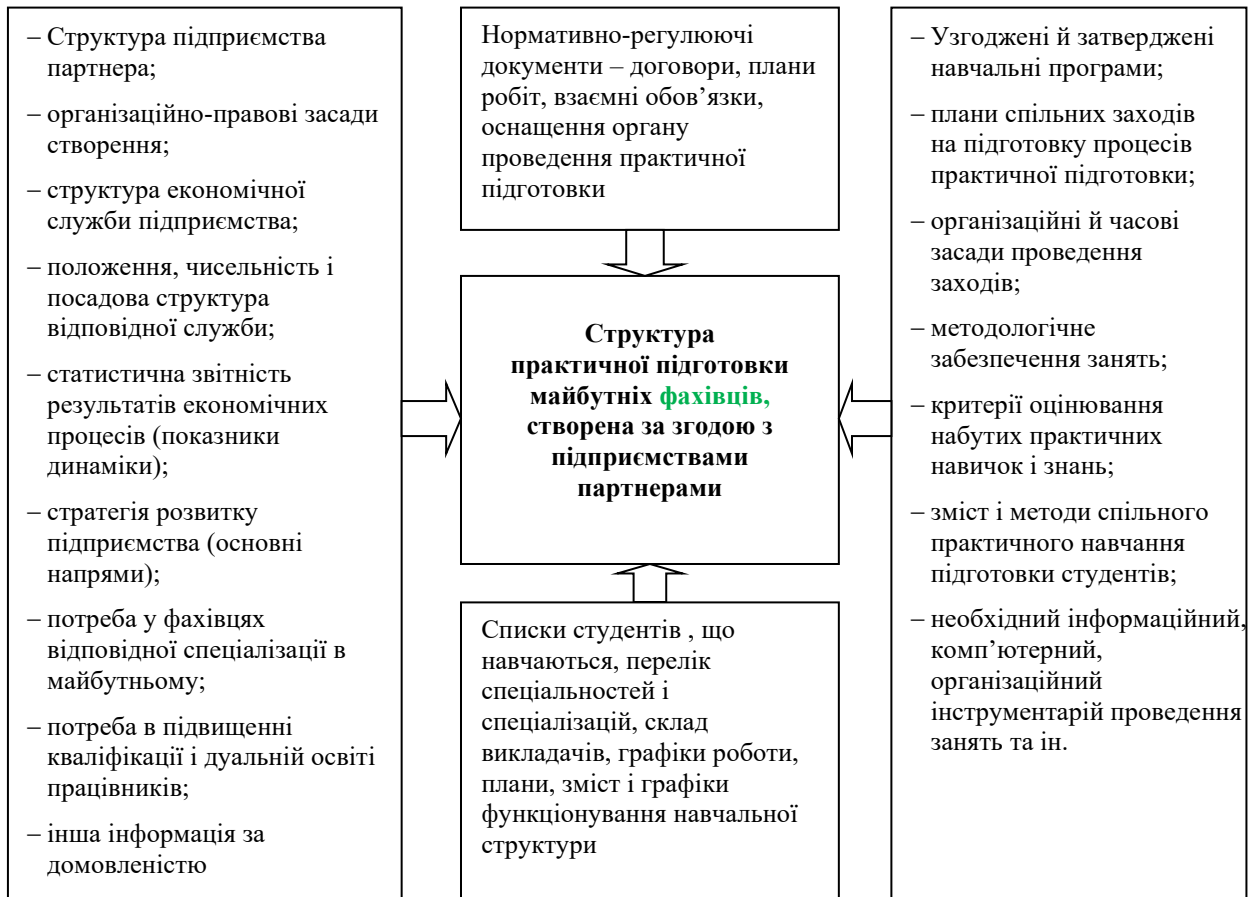 – Структура підприємства
партнера;
– організаційно-правові засади
створення;
– структура економічної
служби підприємства;
– положення, чисельність і
посадова структура
відповідної служби;
– статистична звітність
результатів економічних
процесів (показники
динаміки);
– стратегія розвитку
підприємства (основні
напрями);
– потреба у фахівцях
відповідної спеціалізації в
майбутньому;
– потреба в підвищенні
кваліфікації і дуальній освіті
працівників;
– інша інформація за
домовленістю
Нормативно-регулюючі
документи – договори, плани
робіт, взаємні обов’язки,
оснащення органу
проведення практичної
підготовки
Структура
практичної підготовки
майбутніх фахівців,
створена за згодою з
підприємствами
партнерами
Списки студентів , що
навчаються, перелік
спеціальностей і
спеціалізацій, склад
викладачів, графіки роботи,
плани, зміст і графіки
функціонування навчальної
структури
– Узгоджені й затверджені
навчальні програми;
– плани спільних заходів
на підготовку процесів
практичної підготовки;
– організаційні й часові
засади проведення
заходів;
– методологічне
забезпечення занять;
– критерії оцінювання
набутих практичних
навичок і знань;
– зміст і методи спільного
практичного навчання
підготовки студентів;
– необхідний інформаційний,
комп’ютерний,
організаційний
інструментарій проведення
занять та ін.